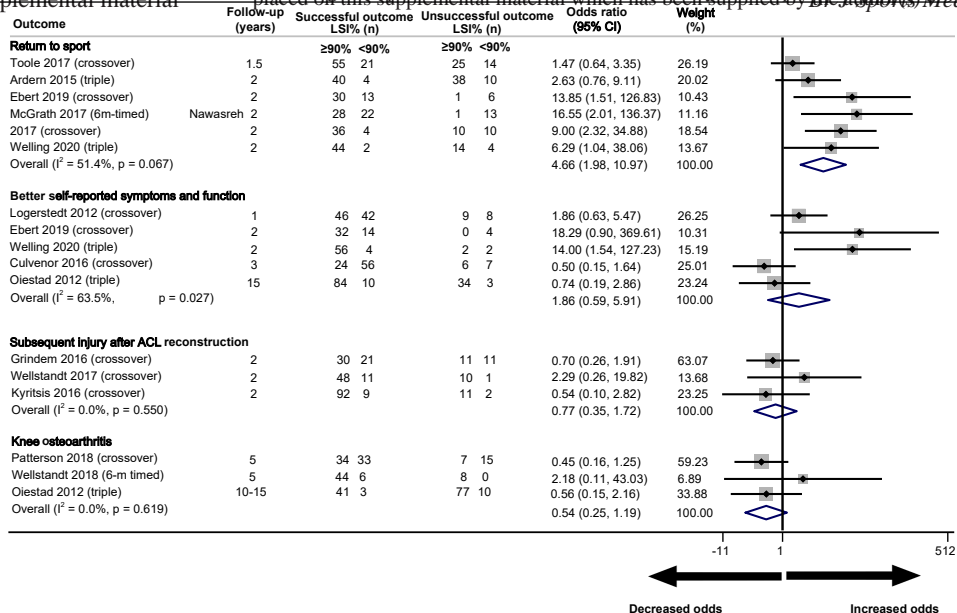 plemental material placed on this supplemental material which has been supplied by the author(s) Br J Sports Med
Outcome Follow-up (years) Successful outcome LSI% (n) Unsuccessful outcome LSI% (n) Odds ratio (95% CI) Weight (%)
Return to sport ≥90% <90% ≥90% <90%
Toole 2017 (crossover) 1.5 55 21 25 14 1.47 (0.64, 3.35) 26.19
Ardern 2015 (triple) 2 40 4 38 10 2.63 (0.76, 9.11) 20.02
Ebert 2019 (crossover) 2 30 13 1 6 13.85 (1.51, 126.83) 10.43
McGrath 2017 (6m-timed) Nawasreh 2 28 22 1 13 16.55 (2.01, 136.37) 11.16
2017 (crossover) 2 36 4 10 10 9.00 (2.32, 34.88) 18.54
Welling 2020 (triple) 2 44 2 14 4 6.29 (1.04, 38.06) 13.67
Overall (I² = 51.4%, p = 0.067) 4.66 (1.98, 10.97) 100.00
Better self-reported symptoms and function
Logerstedt 2012 (crossover) 1 46 42 9 8 1.86 (0.63, 5.47) 26.25
Ebert 2019 (crossover) 2 32 14 0 4 18.29 (0.90, 369.61) 10.31
Welling 2020 (triple) 2 56 4 2 2 14.00 (1.54, 127.23) 15.19
Culvenor 2016 (crossover) 3 24 56 6 7 0.50 (0.15, 1.64) 25.01
Oiestad 2012 (triple) 15 84 10 34 3 0.74 (0.19, 2.86) 23.24
Overall (I² = 63.5%, p = 0.027) 1.86 (0.59, 5.91) 100.00
Subsequent injury after ACL reconstruction
Grindem 2016 (crossover) 2 30 21 11 11 0.70 (0.26, 1.91) 63.07
Wellstandt 2017 (crossover) 2 48 11 10 1 2.29 (0.26, 19.82) 13.68
Kyritsis 2016 (crossover) 2 92 9 11 2 0.54 (0.10, 2.82) 23.25
Overall (I² = 0.0%, p = 0.550) 0.77 (0.35, 1.72) 100.00
Knee osteoarthritis
Patterson 2018 (crossover) 5 34 33 7 15 0.45 (0.16, 1.25) 59.23
Wellstandt 2018 (6-m timed) 5 44 6 8 0 2.18 (0.11, 43.03) 6.89
Oiestad 2012 (triple) 10-15 41 3 77 10 0.56 (0.15, 2.16) 33.88
Overall (I² = 0.0%, p = 0.619) 0.54 (0.25, 1.19) 100.00
-11 1 512
Decreased odds Increased odds